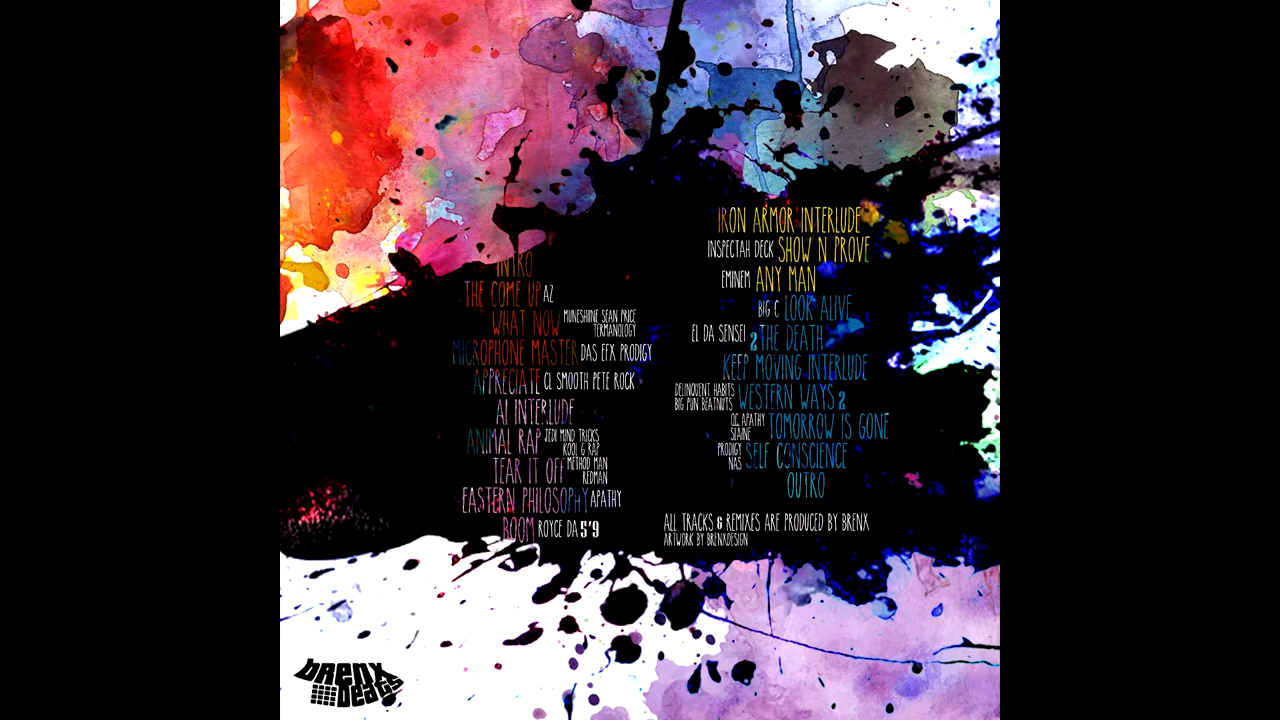 INTRO
THE COME UP AZ
WHAT NOW MUNESHINE SEAN PRICE
TERMANOLOGY
MICROPHONE MASTER DAS EFX PRODIGY
APPRECIATE CL SMOOTH PETE ROCK
AI INTERLUDE
ANIMAL RAP JEDI MIND TRICKS
KOOL G RAP
TEAR IT OFF METHOD MAN
REDMAN
EASTERN PHILOSOPHY APATHY
BOOM ROYCE DA 5'9
IRON ARMOR INTERLUDE
INSPECTAH DECK SHOW N PROVE
EMINEM ANY MAN
BIG C LOOK ALIVE
EL DA SENSEI 2 THE DEATH
KEEP MOVING INTERLUDE
DELINQUENT HABITS
BIG PUN BEATNUTS WESTERN WAYS 2
OC APATHY
SLAINE TOMORROW IS GONE
PRODIGY
NAS SELF CONSCIENCE
OUTRO
ALL TRACKS & REMIXES ARE PRODUCED BY BRENX
ARTWORK BY BRENXDESIGN
brenx
beats